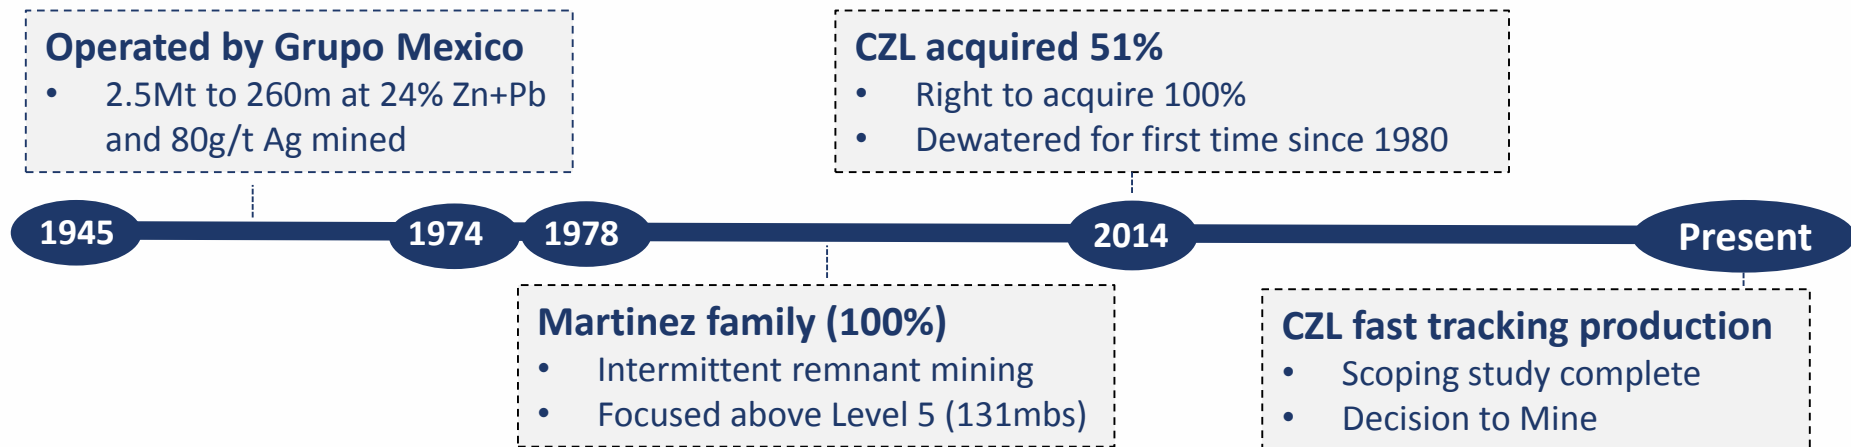 Operated by Grupo Mexico
• 2.5Mt to 260m at 24% Zn+Pb
and 80g/t Ag mined
CZL acquired 51%
• Right to acquire 100%
• Dewatered for first time since 1980
1945
1974
1978
2014
Present
Martinez family (100%)
• Intermittent remnant mining
• Focused above Level 5 (131mbs)
CZL fast tracking production
• Scoping study complete
• Decision to Mine